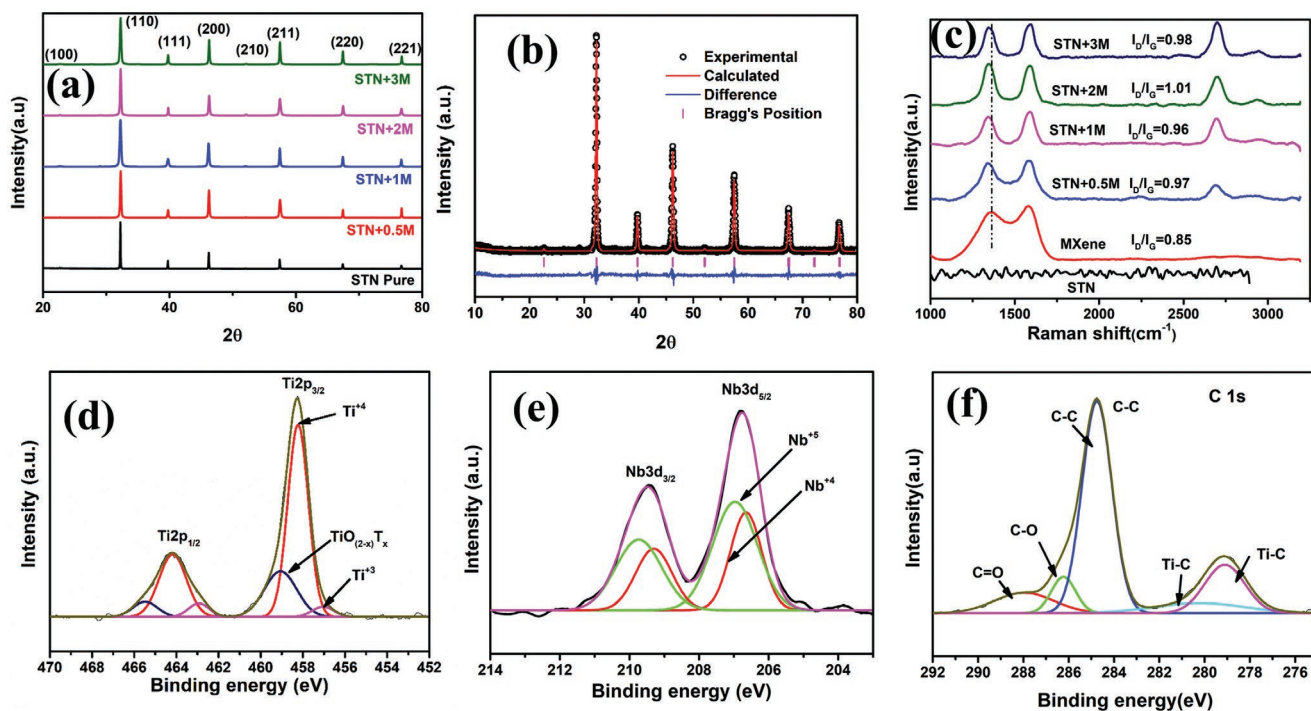 (a)
(100)
(110)
(111)
(200)
(210)
(211)
(220)
(221)
STN+3M
STN+2M
STN+1M
STN+0.5M
STN Pure
Intensity(a.u)
20 30 40 50 60 70 80
2θ
(b)
Experimental
Calculated
Difference
Bragg's Position
Intensity (a.u.)
10 20 30 40 50 60 70 80
2θ
(c)
STN+3M I_D/I_G=0.98
STN+2M I_D/I_G=1.01
STN+1M I_D/I_G=0.96
STN+0.5M I_D/I_G=0.97
MXene I_D/I_G=0.85
STN
Intensity(a.u)
1000 1500 2000 2500 3000
Raman shift(cm⁻¹)
(d)
Ti2p₃/₂
Ti⁺⁴
Ti2p₁/₂
TiO₍₂₋ₓ₎Tₓ
Ti⁺³
Intensity (a.u.)
470 468 466 464 462 460 458 456 454 452
Binding energy (eV)
(e)
Nb3d₅/₂
Nb⁺⁵
Nb3d₃/₂
Nb⁺⁴
Intensity (a.u.)
214 212 210 208 206 204
Binding energy (eV)
(f)
C 1s
C-C
C-C
C-O
C=O
Ti-C
Ti-C
Intensity (a.u)
292 290 288 286 284 282 280 278 276
Binding energy(eV)